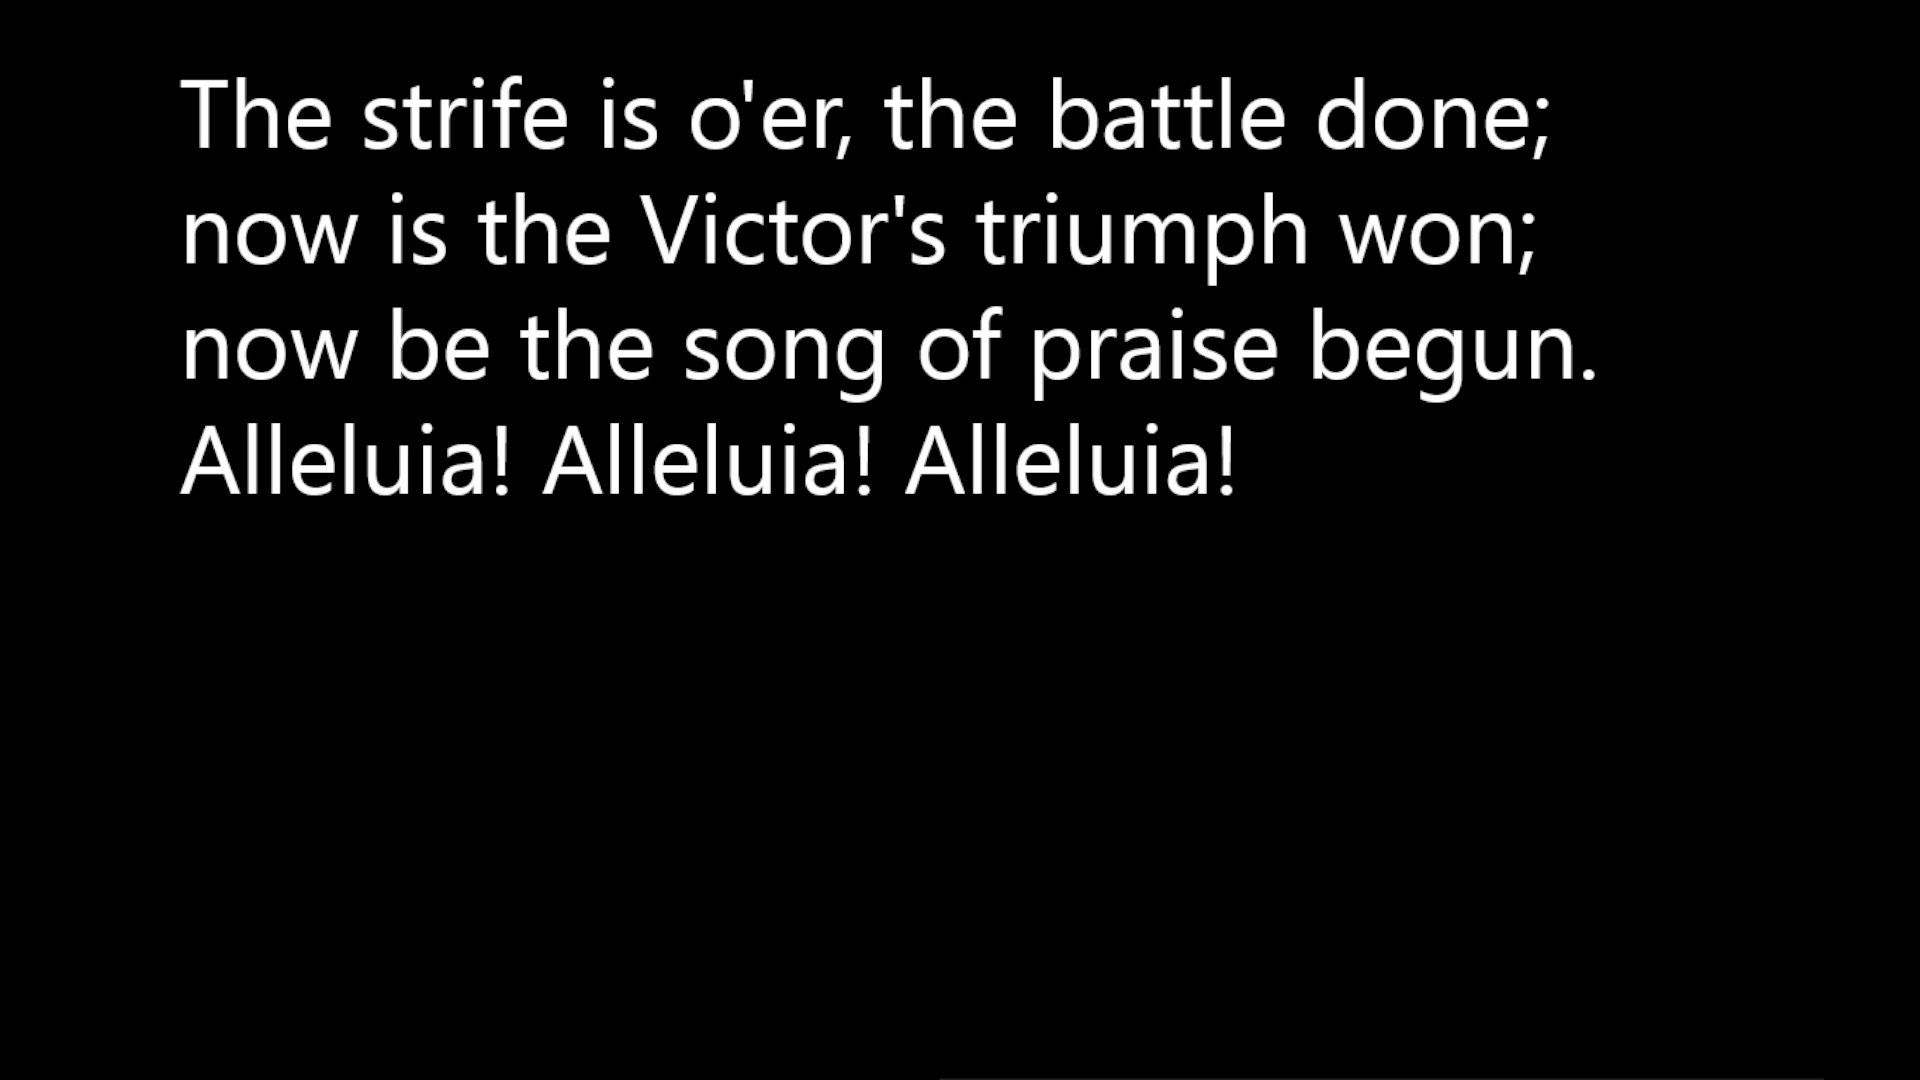 The strife is o'er, the battle done;
now is the Victor's triumph won;
now be the song of praise begun.
Alleluia! Alleluia! Alleluia!